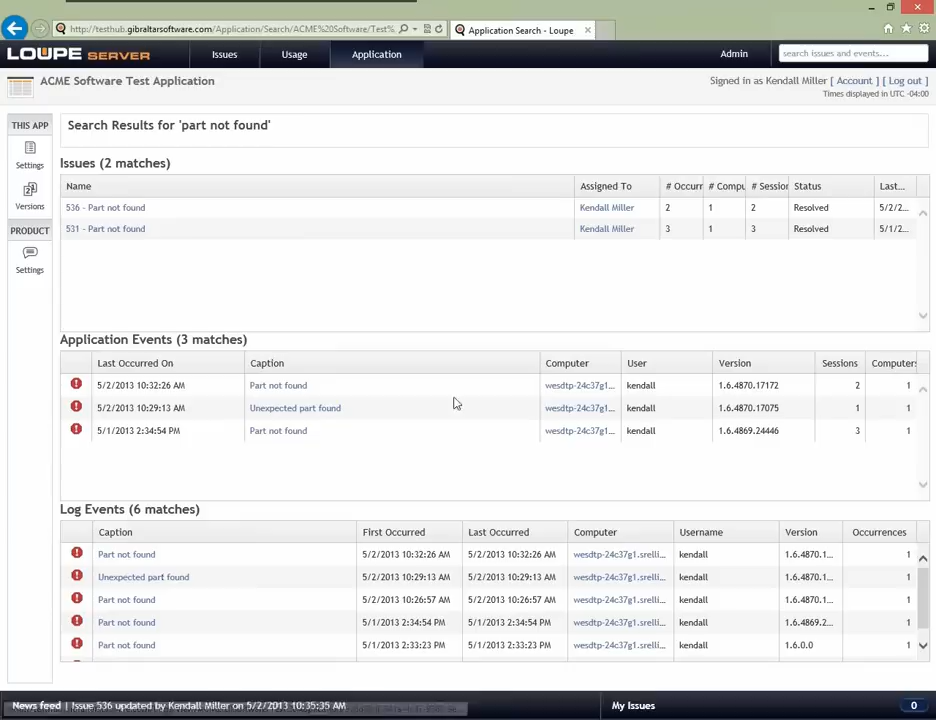 http://testhub.gibraltarsoftware.com/Application/Search/ACME%20Software/Test%
Application Search - Loupe
LOUPE SERVER
Issues
Usage
Application
Admin
search issues and events...
ACME Software Test Application
Signed in as Kendall Miller [ Account ] [ Log out ]
Times displayed in UTC -04:00
THIS APP
Settings
Versions
PRODUCT
Settings
Search Results for 'part not found'
Issues (2 matches)
Name Assigned To # Occurr # Compu # Session Status Last...
536 - Part not found Kendall Miller 2 1 2 Resolved 5/2/2...
531 - Part not found Kendall Miller 3 1 3 Resolved 5/1/2...
Application Events (3 matches)
Last Occurred On Caption Computer User Version Sessions Computers
5/2/2013 10:32:26 AM Part not found wesdtp-24c37g1... kendall 1.6.4870.17172 2 1
5/2/2013 10:29:13 AM Unexpected part found wesdtp-24c37g1... kendall 1.6.4870.17075 1 1
5/1/2013 2:34:54 PM Part not found wesdtp-24c37g1... kendall 1.6.4869.24446 3 1
Log Events (6 matches)
Caption First Occurred Last Occurred Computer Username Version Occurrences
Part not found 5/2/2013 10:32:26 AM 5/2/2013 10:32:26 AM wesdtp-24c37g1.srelli... kendall 1.6.4870.1... 1
Unexpected part found 5/2/2013 10:29:13 AM 5/2/2013 10:29:13 AM wesdtp-24c37g1.srelli... kendall 1.6.4870.1... 1
Part not found 5/2/2013 10:26:57 AM 5/2/2013 10:26:57 AM wesdtp-24c37g1.srelli... kendall 1.6.4870.1... 1
Part not found 5/1/2013 2:34:54 PM 5/1/2013 2:34:54 PM wesdtp-24c37g1.srelli... kendall 1.6.4869.2... 1
Part not found 5/1/2013 2:33:23 PM 5/1/2013 2:33:23 PM wesdtp-24c37g1.srelli... kendall 1.6.0.0 1
News feed | Issue 536 updated by Kendall Miller on 5/2/2013 10:35:35 AM
My Issues
0